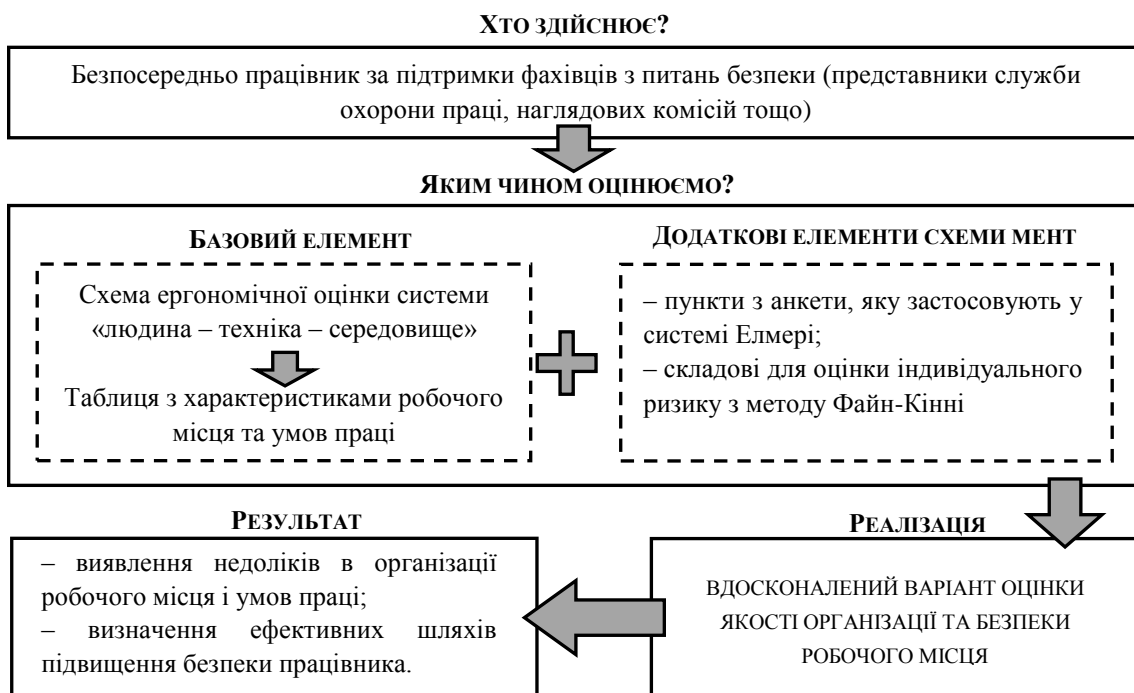 ХТО ЗДІЙСНЮЄ?
Безпосередньо працівник за підтримки фахівців з питань безпеки (представники служби
охорони праці, наглядових комісій тощо)
ЯКИМ ЧИНОМ ОЦІНЮЄМО?
БАЗОВИЙ ЕЛЕМЕНТ
Схема ергономічної оцінки системи
«людина – техніка – середовище»
Таблиця з характеристиками робочого
місця та умов праці
ДОДАТКОВІ ЕЛЕМЕНТИ СХЕМИ МЕНТ
– пункти з анкети, яку застосовують у
системі Елмері;
– складові для оцінки індивідуального
ризику з методу Файн-Кінні
РЕЗУЛЬТАТ
– виявлення недоліків в організації
робочого місця і умов праці;
– визначення ефективних шляхів
підвищення безпеки працівника.
РЕАЛІЗАЦІЯ
ВДОСКОНАЛЕНИЙ ВАРІАНТ ОЦІНКИ
ЯКОСТІ ОРГАНІЗАЦІЇ ТА БЕЗПЕКИ
РОБОЧОГО МІСЦЯ